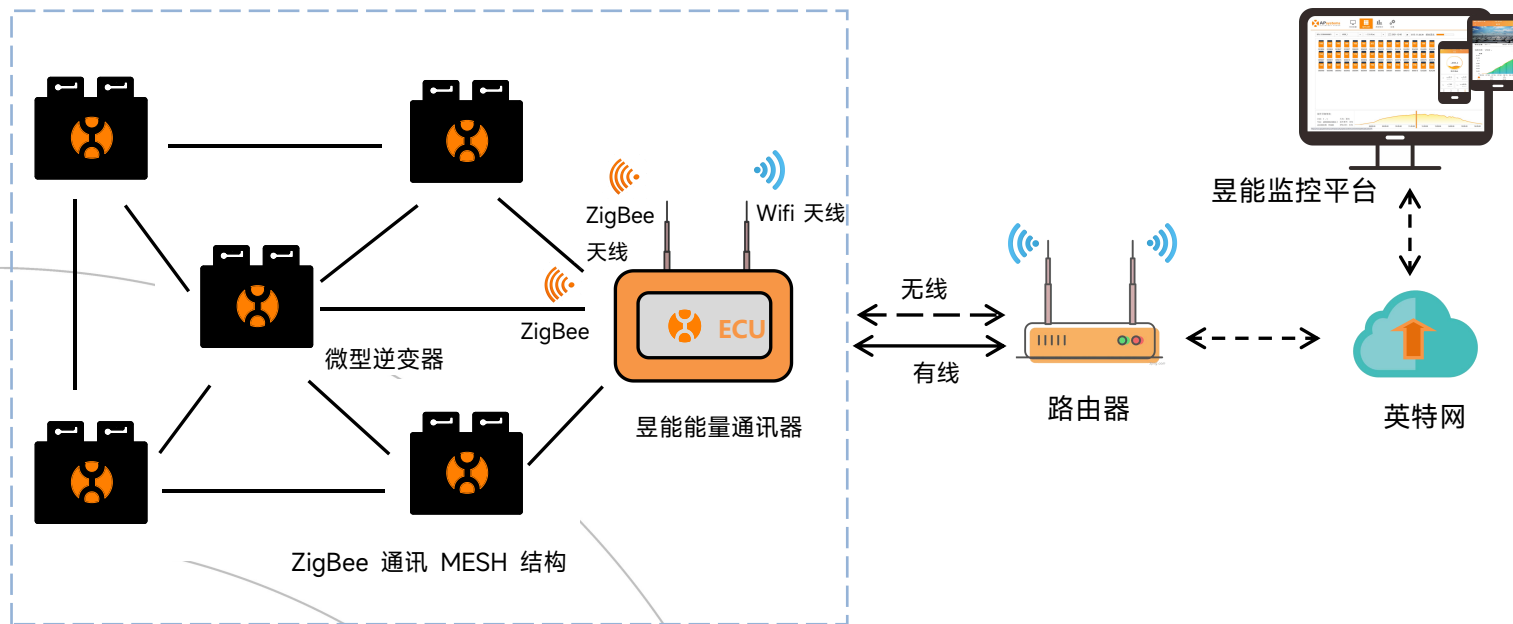 APsystems
昱能监控平台
ZigBee
天线
Wifi 天线
ECU
ZigBee
微型逆变器
昱能能量通讯器
无线
有线
路由器
英特网
ZigBee 通讯 MESH 结构